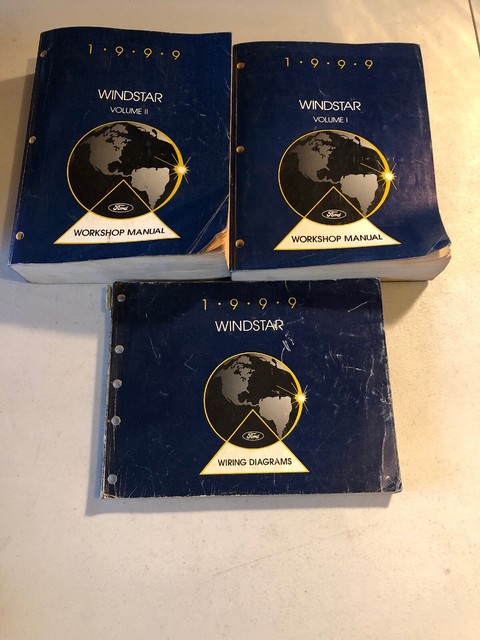 1·9·9·9
WINDSTAR
VOLUME II
Ford
WORKSHOP MANUAL
1·9·9·9
WINDSTAR
VOLUME I
Ford
WORKSHOP MANUAL
1·9·9·9
WINDSTAR
Ford
WIRING DIAGRAMS